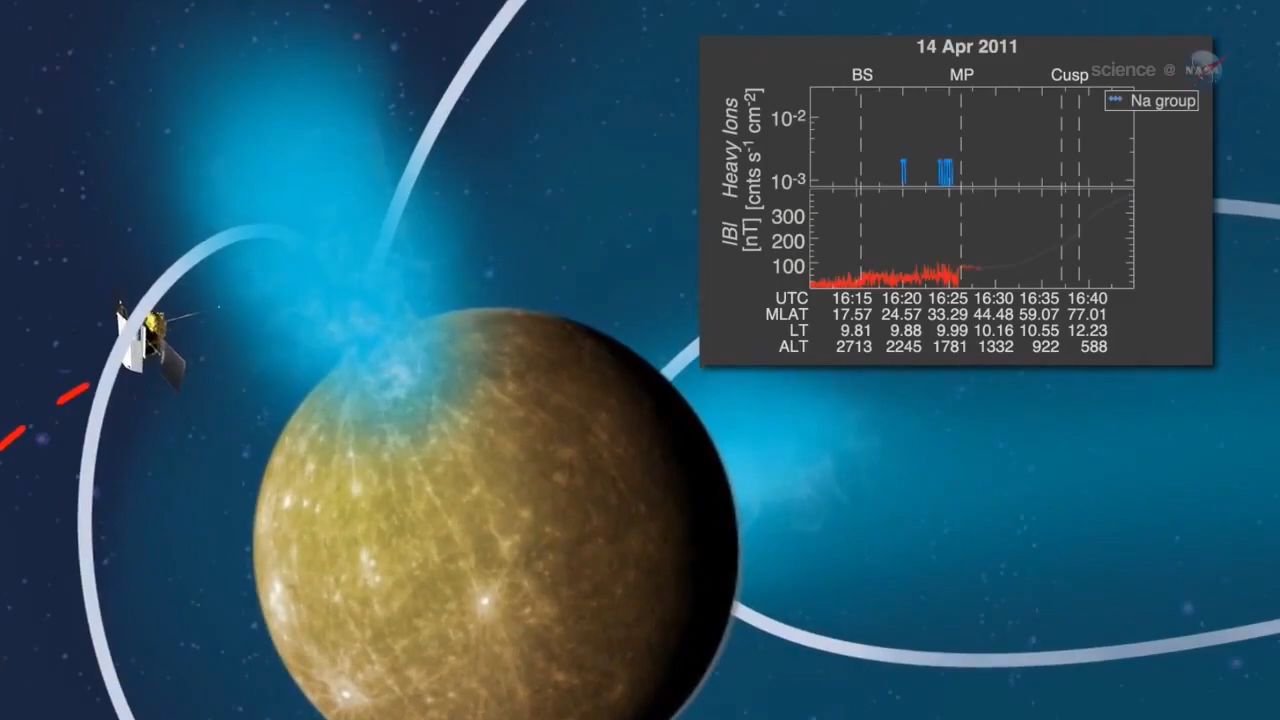 14 Apr 2011
science @ NASA
BS MP Cusp
Na group
Heavy Ions
[cnts s-1 cm-2]
10-2
10-3
|B|
[nT]
300
200
100
UTC 16:15 16:20 16:25 16:30 16:35 16:40
MLAT 17.57 24.57 33.29 44.48 59.07 77.01
LT 9.81 9.88 9.99 10.16 10.55 12.23
ALT 2713 2245 1781 1332 922 588